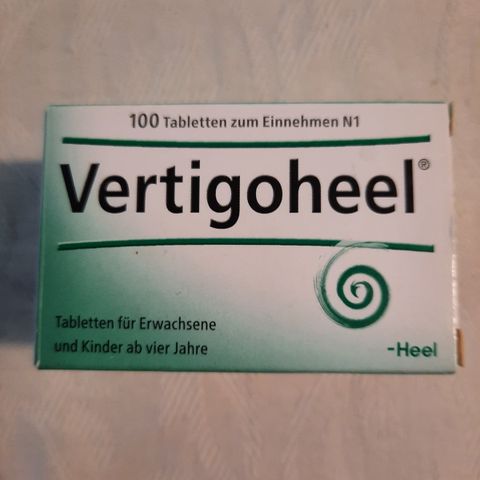 100 Tabletten zum Einnehmen N1
Vertigoheel®
Tabletten für Erwachsene
und Kinder ab vier Jahre
-Heel